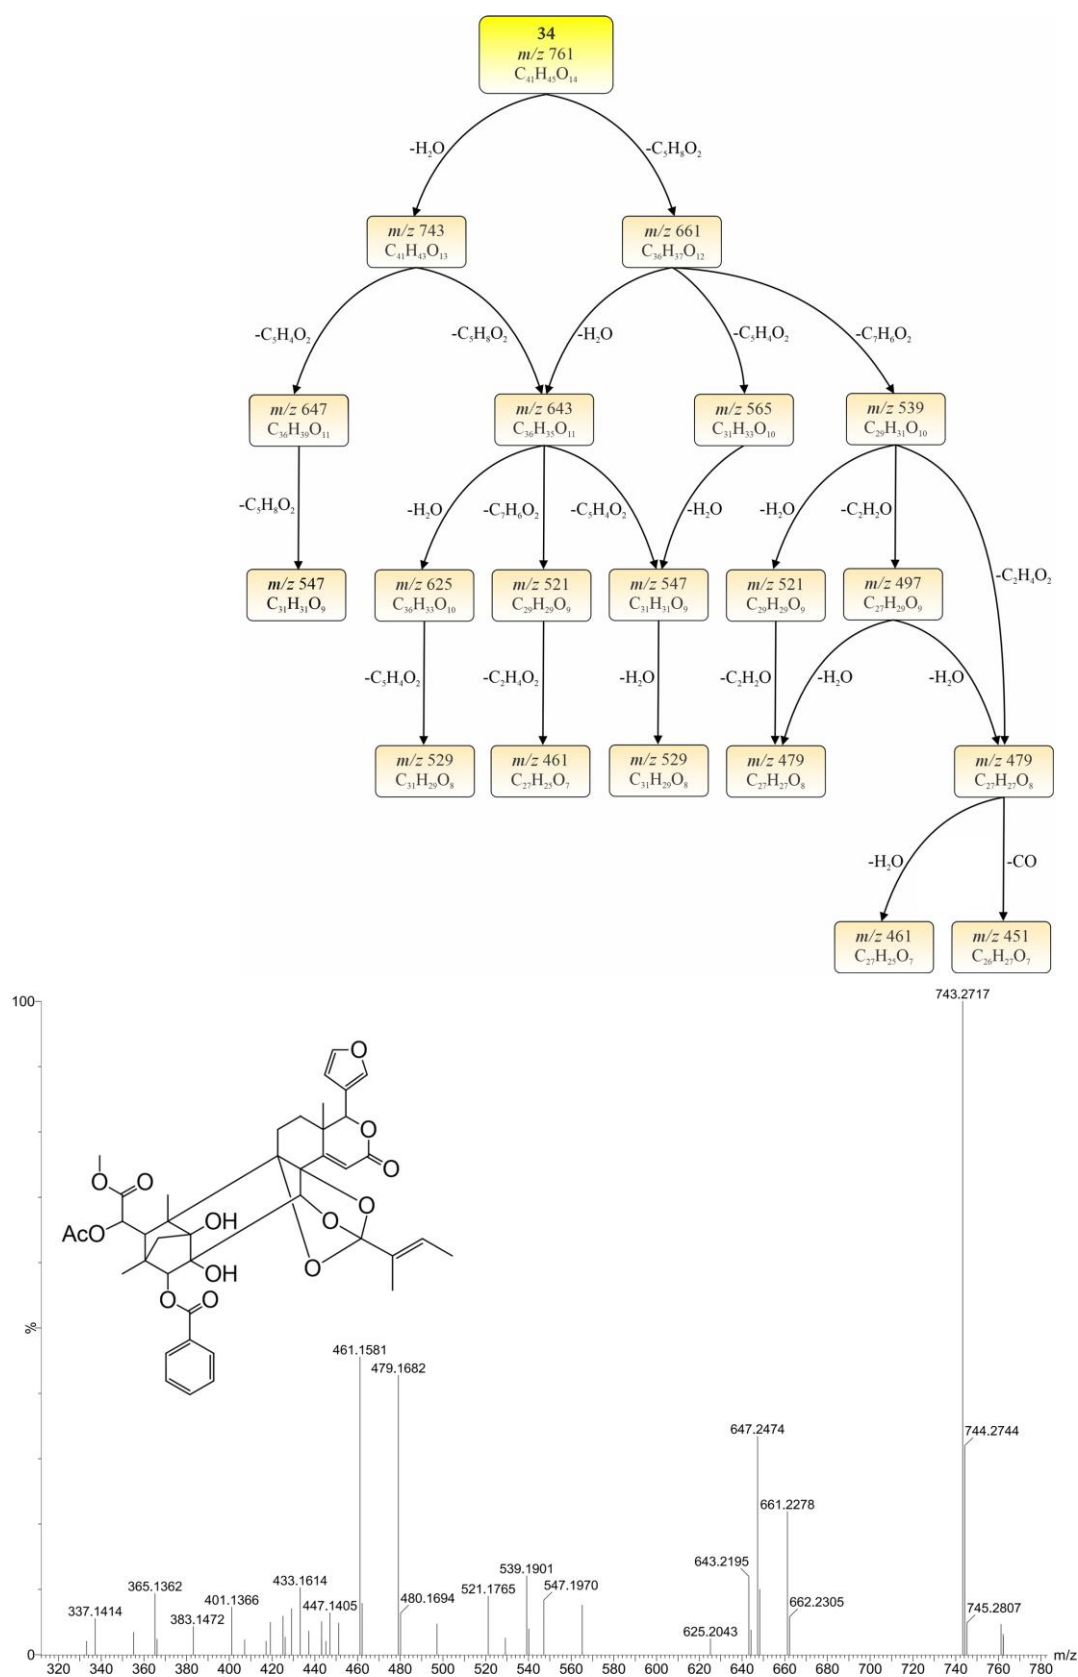 34
m/z 761
C₄₁H₄₅O₁₄
-H₂O
-C₅H₈O₂
m/z 743
C₄₁H₄₃O₁₃
m/z 661
C₃₆H₃₇O₁₂
-C₅H₄O₂
-C₅H₈O₂
-H₂O
-C₅H₄O₂
-C₇H₆O₂
m/z 647
C₃₆H₃₉O₁₁
m/z 643
C₃₆H₃₅O₁₁
m/z 565
C₃₁H₃₃O₁₀
m/z 539
C₂₉H₃₁O₁₀
-C₅H₈O₂
-H₂O
-C₇H₆O₂
-C₅H₄O₂
-H₂O
-H₂O
-C₂H₂O
-C₂H₄O₂
m/z 547
C₃₁H₃₁O₉
m/z 625
C₃₆H₃₃O₁₀
m/z 521
C₂₉H₂₉O₉
m/z 547
C₃₁H₃₁O₉
m/z 521
C₂₉H₂₉O₉
m/z 497
C₂₇H₂₉O₉
-C₅H₄O₂
-C₂H₄O₂
-H₂O
-C₂H₂O
-H₂O
-H₂O
m/z 529
C₃₁H₂₉O₈
m/z 461
C₂₇H₂₅O₇
m/z 529
C₃₁H₂₉O₈
m/z 479
C₂₇H₂₇O₈
m/z 479
C₂₇H₂₇O₈
-H₂O
-CO
m/z 461
C₂₇H₂₅O₇
m/z 451
C₂₆H₂₇O₇
100
743.2717
O
O
O
O
O
O
OH
O
AcO
O
OH
O
O
%
461.1581
479.1682
647.2474
744.2744
661.2278
643.2195
539.1901
365.1362
433.1614
521.1765
547.1970
401.1366
337.1414
447.1405
480.1694
383.1472
662.2305
745.2807
625.2043
0
320 340 360 380 400 420 440 460 480 500 520 540 560 580 600 620 640 660 680 700 720 740 760 780 m/z